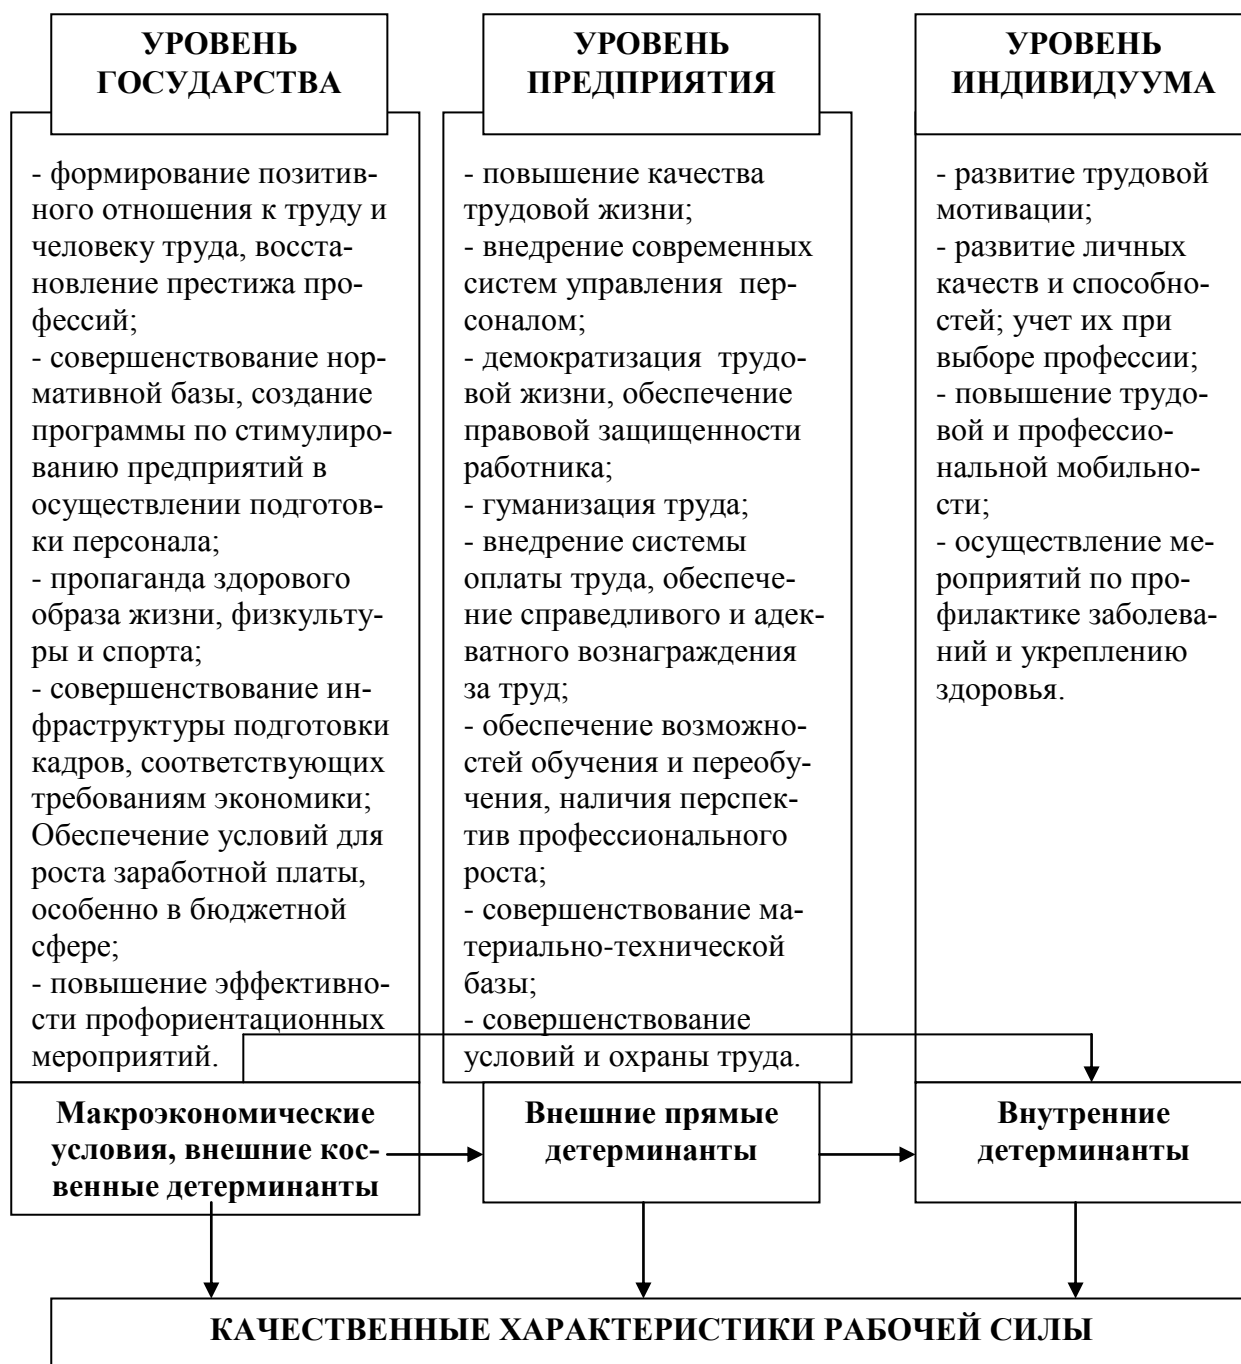 УРОВЕНЬ
ГОСУДАРСТВА
- формирование позитив-
ного отношения к труду и
человеку труда, восста-
новление престижа про-
фессий;
- совершенствование нор-
мативной базы, создание
программы по стимулиро-
ванию предприятий в
осуществлении подготов-
ки персонала;
- пропаганда здорового
образа жизни, физкульту-
ры и спорта;
- совершенствование ин-
фраструктуры подготовки
кадров, соответствующих
требованиям экономики;
Обеспечение условий для
роста заработной платы,
особенно в бюджетной
сфере;
- повышение эффективно-
сти профориентационных
мероприятий.
Макроэкономические
условия, внешние кос-
венные детерминанты
УРОВЕНЬ
ПРЕДПРИЯТИЯ
- повышение качества
трудовой жизни;
- внедрение современных
систем управления пер-
соналом;
- демократизация трудо-
вой жизни, обеспечение
правовой защищенности
работника;
- гуманизация труда;
- внедрение системы
оплаты труда, обеспече-
ние справедливого и адек-
ватного вознаграждения
за труд;
- обеспечение возможно-
стей обучения и переобу-
чения, наличия перспек-
тив профессионального
роста;
- совершенствование ма-
териально-технической
базы;
- совершенствование
условий и охраны труда.
Внешние прямые
детерминанты
УРОВЕНЬ
ИНДИВИДУУМА
- развитие трудовой
мотивации;
- развитие личных
качеств и способно-
стей; учет их при
выборе профессии;
- повышение трудо-
вой и профессио-
нальной мобильно-
сти;
- осуществление ме-
роприятий по про-
филактике заболева-
ний и укреплению
здоровья.
Внутренние
детерминанты
КАЧЕСТВЕННЫЕ ХАРАКТЕРИСТИКИ РАБОЧЕЙ СИЛЫ